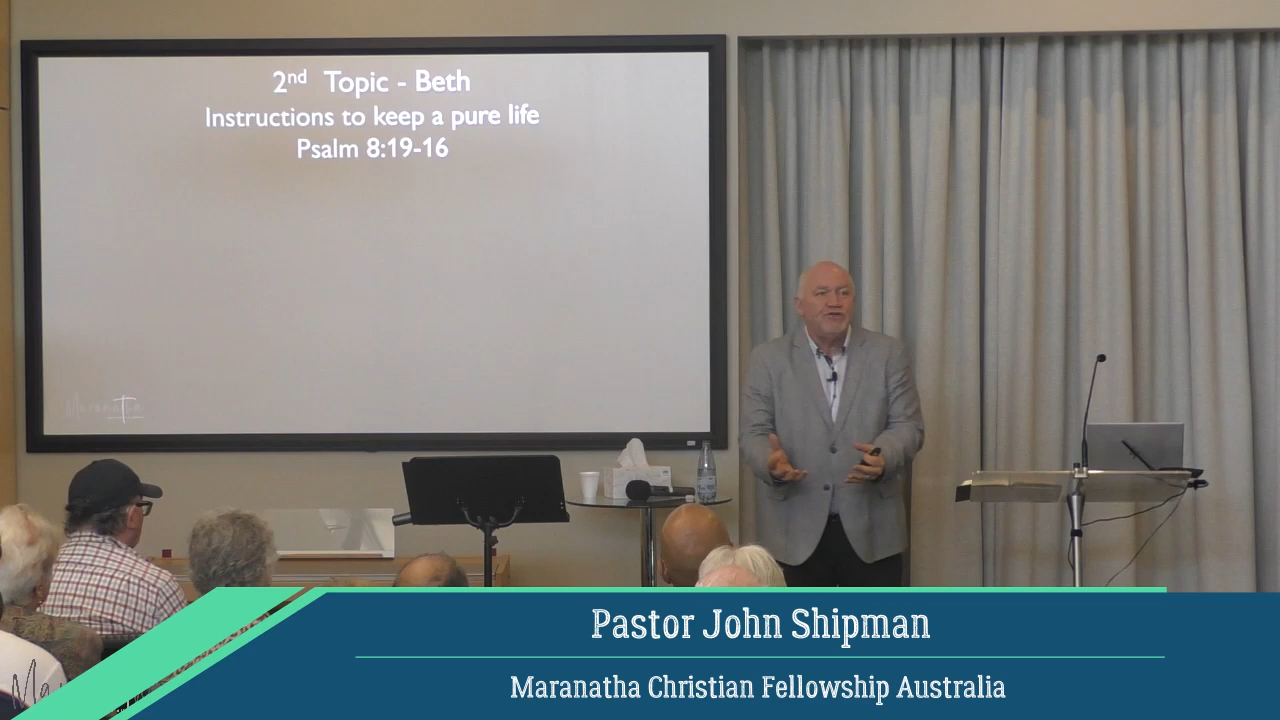 2nd Topic - Beth
Instructions to keep a pure life
Psalm 8:19-16
Maranatha
Pastor John Shipman
Maranatha Christian Fellowship Australia